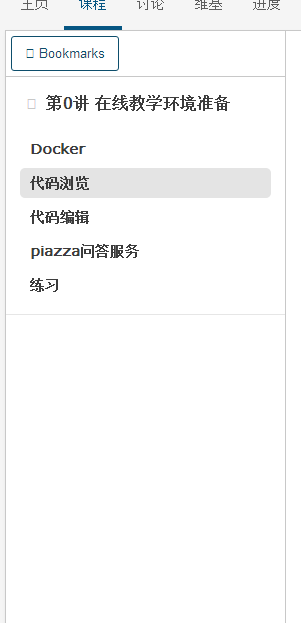 主页 课程 讨论 维基 进度
Bookmarks
第0讲 在线教学环境准备
Docker
代码浏览
代码编辑
piazza问答服务
练习